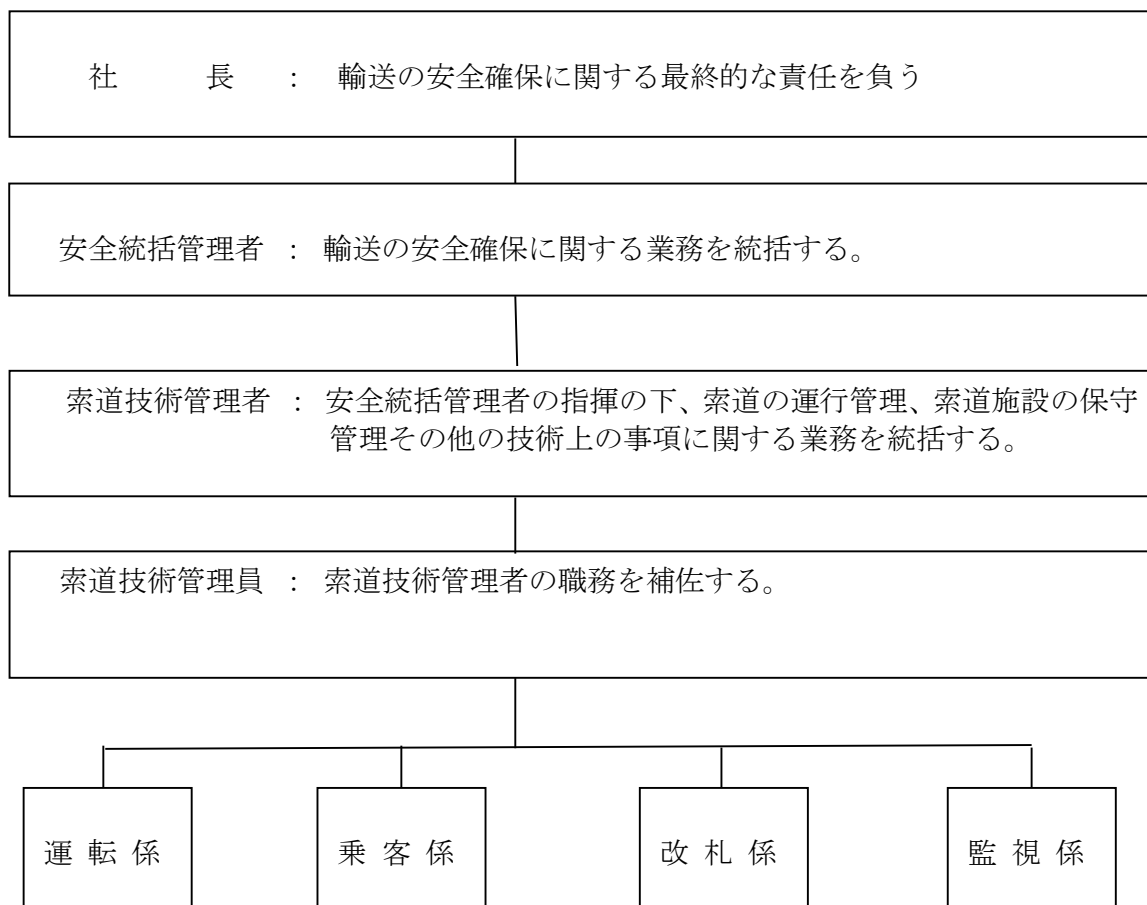 社　　　長　：　輸送の安全確保に関する最終的な責任を負う
安全統括管理者　：　輸送の安全確保に関する業務を統括する。
索道技術管理者　：　安全統括管理者の指揮の下、索道の運行管理、索道施設の保守
管理その他の技術上の事項に関する業務を統括する。
索道技術管理員　：　索道技術管理者の職務を補佐する。
運 転 係
乗 客 係
改 札 係
監 視 係